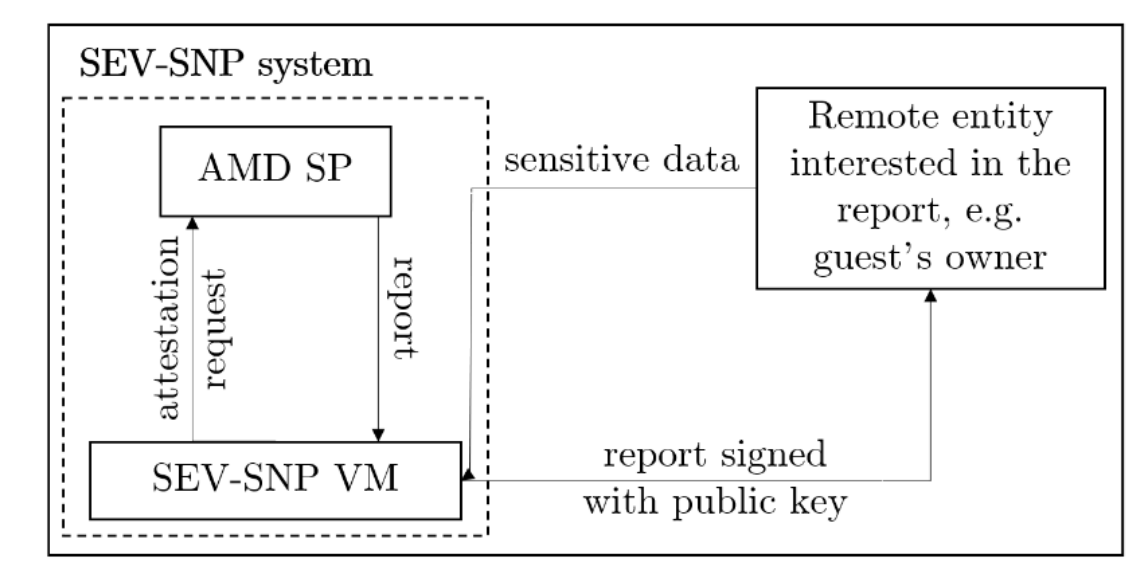 SEV-SNP system
AMD SP
attestation
request
report
SEV-SNP VM
sensitive data
Remote entity
interested in the
report, e.g.
guest's owner
report signed
with public key